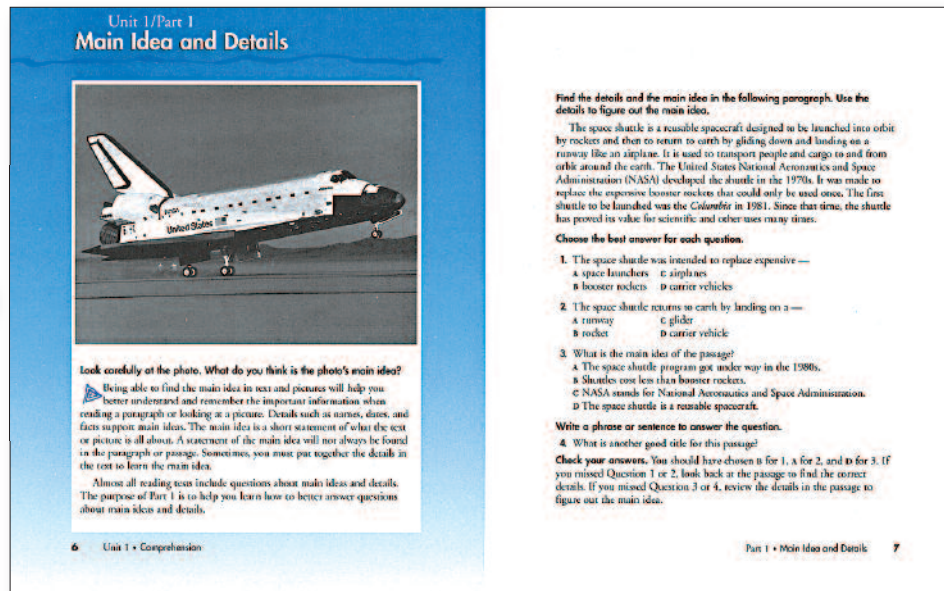 Unit 1/Part 1
Main Idea and Details
United States
Look carefully at the photo. What do you think is the photo's main idea?
Being able to find the main idea in text and pictures will help you
better understand and remember the important information when
reading a paragraph or looking at a picture. Details such as names, dates, and
facts support main ideas. The main idea is a short statement of what the text
or picture is all about. A statement of the main idea will not always be found
in the paragraph or passage. Sometimes, you must put together the details in
the text to learn the main idea.
Almost all reading tests include questions about main ideas and details.
The purpose of Part 1 is to help you learn how to better answer questions
about main ideas and details.
6 Unit 1 • Comprehension
Find the details and the main idea in the following paragraph. Use the
details to figure out the main idea.
The space shuttle is a reusable spacecraft designed to be launched into orbit
by rockets and then to return to earth by gliding down and landing on a
runway like an airplane. It is used to transport people and cargo to and from
orbit around the earth. The United States National Aeronautics and Space
Administration (NASA) developed the shuttle in the 1970s. It was made to
replace the expensive booster rockets that could only be used once. The first
shuttle to be launched was the Columbia in 1981. Since that time, the shuttle
has proved its value for scientific and other uses many times.
Choose the best answer for each question.
1. The space shuttle was intended to replace expensive —
A space launchers C airplanes
B booster rockets D carrier vehicles
2. The space shuttle returns to earth by landing on a —
A runway C glider
B rocket D carrier vehicle
3. What is the main idea of the passage?
A The space shuttle program got under way in the 1980s.
B Shuttles cost less than booster rockets.
C NASA stands for National Aeronautics and Space Administration.
D The space shuttle is a reusable spacecraft.
Write a phrase or sentence to answer the question.
4. What is another good title for this passage?
Check your answers. You should have chosen B for 1, A for 2, and D for 3. If
you missed Question 1 or 2, look back at the passage to find the correct
details. If you missed Question 3 or 4, review the details in the passage to
figure out the main idea.
Part 1 • Main Idea and Details 7